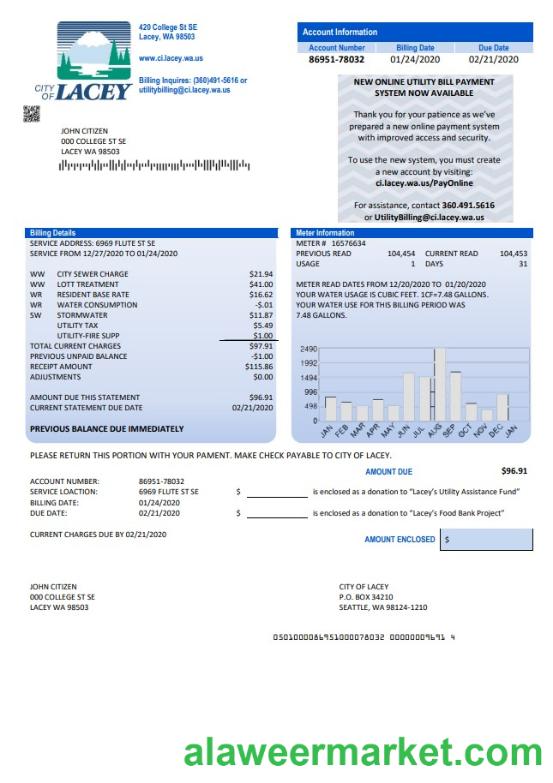 420 College St SE
Lacey, WA 98503
www.ci.lacey.wa.us
Billing Inquires: (360)491-5616 or
utilitybilling@ci.lacey.wa.us
CITY OF LACEY
Account Information
Account Number Billing Date Due Date
86951-78032 01/24/2020 02/21/2020
NEW ONLINE UTILITY BILL PAYMENT
SYSTEM NOW AVAILABLE
Thank you for your patience as we've
prepared a new online payment system
with improved access and security.
To use the new system, you must create
a new account by visiting:
ci.lacey.wa.us/PayOnline
For assistance, contact 360.491.5616
or UtilityBilling@ci.lacey.wa.us
JOHN CITIZEN
000 COLLEGE ST SE
LACEY WA 98503
Billing Details
SERVICE ADDRESS: 6969 FLUTE ST SE
SERVICE FROM 12/27/2020 TO 01/24/2020
WW CITY SEWER CHARGE $21.94
WW LOTT TREATMENT $41.00
WR RESIDENT BASE RATE $16.62
WR WATER CONSUMPTION -$.01
SW STORMWATER $11.87
UTILITY TAX $5.49
UTILITY-FIRE SUPP $1.00
TOTAL CURRENT CHARGES $97.91
PREVIOUS UNPAID BALANCE -$1.00
RECEIPT AMOUNT $115.86
ADJUSTMENTS $0.00
AMOUNT DUE THIS STATEMENT $96.91
CURRENT STATEMENT DUE DATE 02/21/2020
PREVIOUS BALANCE DUE IMMEDIATELY
Meter Information
METER # 16576634
PREVIOUS READ 104,454 CURRENT READ 104,453
USAGE 1 DAYS 31
METER READ DATES FROM 12/20/2020 TO 01/20/2020
YOUR WATER USAGE IS CUBIC FEET. 1CF=7.48 GALLONS.
YOUR WATER USE FOR THIS BILLING PERIOD WAS
7.48 GALLONS.
2490
1992
1494
996
498
0
JAN FEB MAR APR MAY JUN JUL AUG SEP OCT NOV DEC JAN
PLEASE RETURN THIS PORTION WITH YOUR PAMENT. MAKE CHECK PAYABLE TO CITY OF LACEY.
AMOUNT DUE $96.91
ACCOUNT NUMBER: 86951-78032
SERVICE LOACTION: 6969 FLUTE ST SE $ is enclosed as a donation to "Lacey's Utility Assistance Fund"
BILLING DATE: 01/24/2020
DUE DATE: 02/21/2020 $ is enclosed as a donation to "Lacey's Food Bank Project"
CURRENT CHARGES DUE BY 02/21/2020
AMOUNT ENCLOSED $
JOHN CITIZEN
000 COLLEGE ST SE
LACEY WA 98503
CITY OF LACEY
P.O. BOX 34210
SEATTLE, WA 98124-1210
0501000086951000078032 00000009691 4
alaweermarket.com